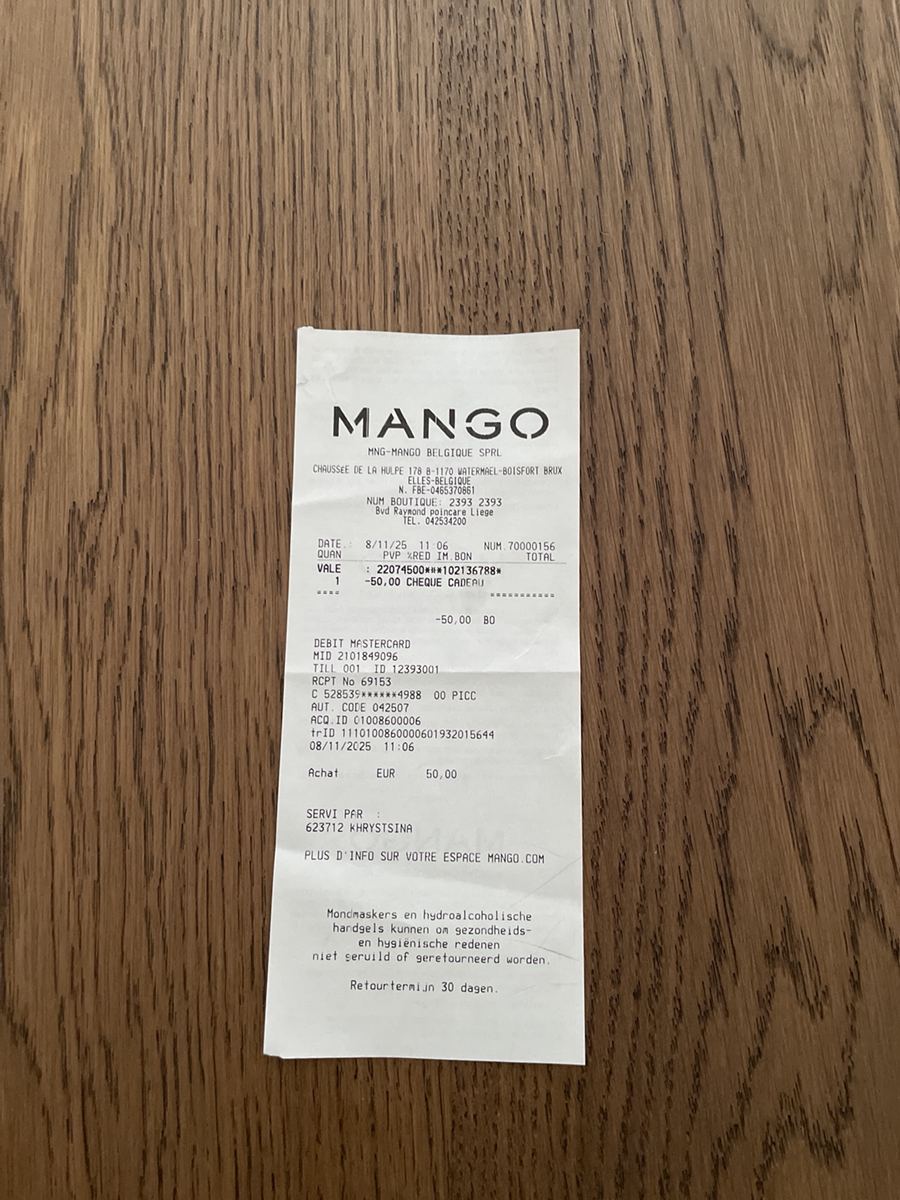 MANGO
MNG-MANGO BELGIQUE SPRL
CHAUSSEE DE LA HULPE 178 B-1170 WATERMAEL-BOISFORT BRUX
ELLES-BELGIQUE
N. FBE-0465370861
NUM BOUTIQUE: 2393 2393
Bvd Raymond poincare Liege
TEL. 042534200
DATE.: 8/11/25 11:06 NUM.70000156
QUAN PVP %RED IM.BON TOTAL
VALE : 22074500***102136788*
1 -50,00 CHEQUE CADEAU
==== ===========
-50,00 BO
DEBIT MASTERCARD
MID 2101849096
TILL 001 ID 12393001
RCPT No 69153
C 528539******4988 00 PICC
AUT. CODE 042507
ACQ.ID 01008600006
trID 1110100860000601932015644
08/11/2025 11:06
Achat EUR 50,00
SERVI PAR :
623712 KHRYSTSINA
PLUS D'INFO SUR VOTRE ESPACE MANGO.COM
Mondmaskers en hydroalcoholische
handgels kunnen om gezondheids-
en hygiënische redenen
niet geruild of geretourneerd worden.
Retourtermijn 30 dagen.